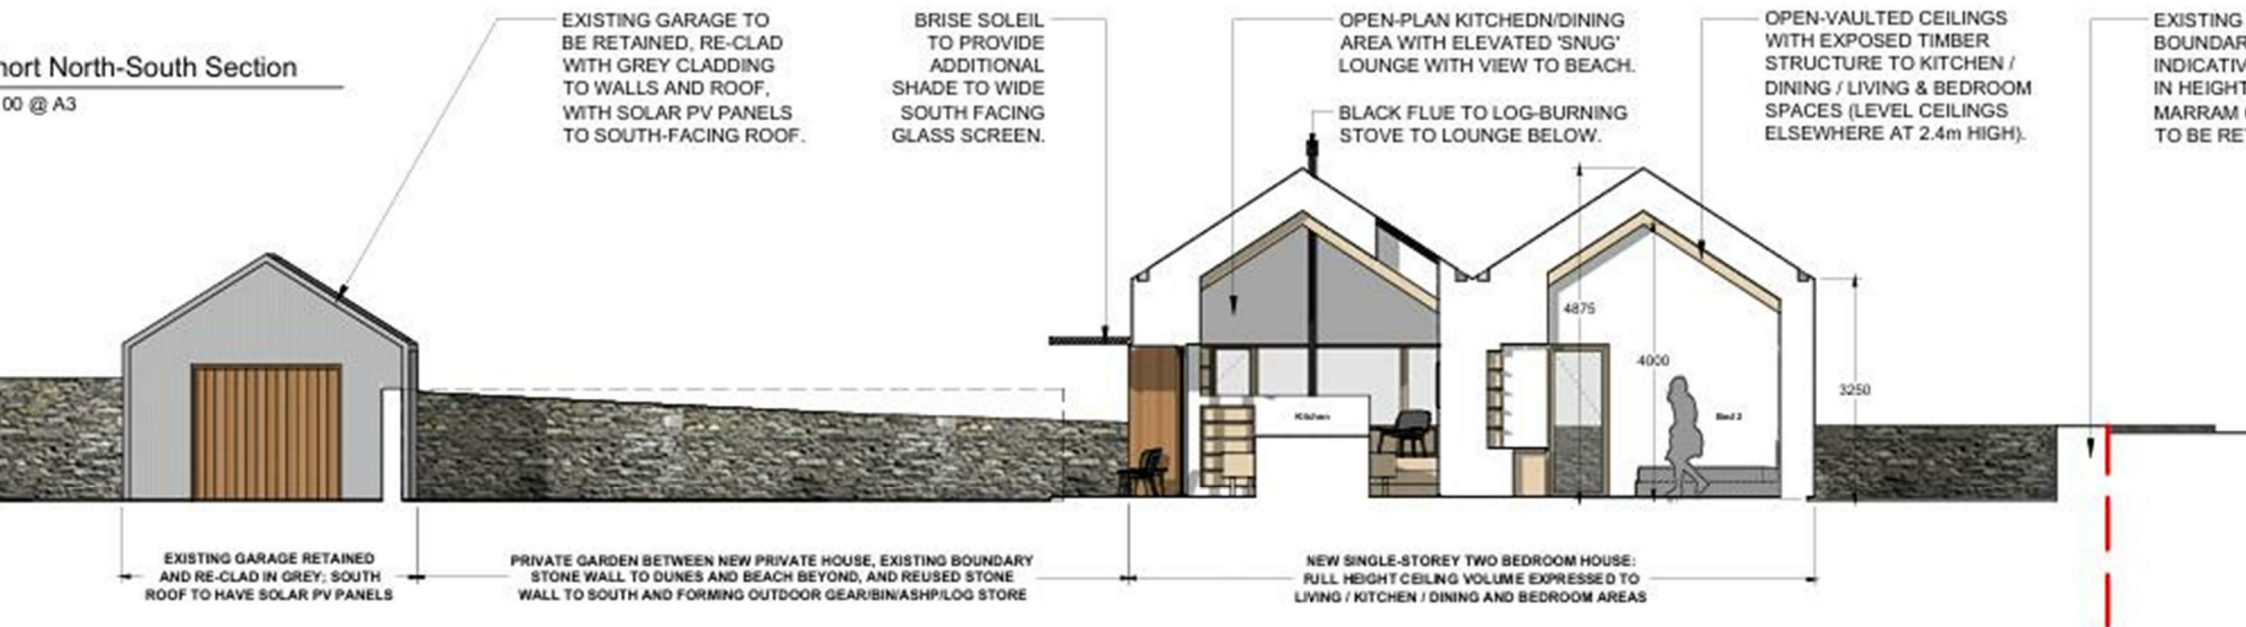 hort North-South Section
00 @ A3
EXISTING GARAGE TO
BE RETAINED, RE-CLAD
WITH GREY CLADDING
TO WALLS AND ROOF,
WITH SOLAR PV PANELS
TO SOUTH-FACING ROOF.
BRISE SOLEIL
TO PROVIDE
ADDITIONAL
SHADE TO WIDE
SOUTH FACING
GLASS SCREEN.
OPEN-PLAN KITCHEDN/DINING
AREA WITH ELEVATED 'SNUG'
LOUNGE WITH VIEW TO BEACH.
BLACK FLUE TO LOG-BURNING
STOVE TO LOUNGE BELOW.
OPEN-VAULTED CEILINGS
WITH EXPOSED TIMBER
STRUCTURE TO KITCHEN /
DINING / LIVING & BEDROOM
SPACES (LEVEL CEILINGS
ELSEWHERE AT 2.4m HIGH).
EXISTING
BOUNDAR
INDICATIV
IN HEIGHT
MARRAM
TO BE RE
4875
4000
3250
Kitchen
Bed 2
EXISTING GARAGE RETAINED
AND RE-CLAD IN GREY; SOUTH
ROOF TO HAVE SOLAR PV PANELS
PRIVATE GARDEN BETWEEN NEW PRIVATE HOUSE, EXISTING BOUNDARY
STONE WALL TO DUNES AND BEACH BEYOND, AND REUSED STONE
WALL TO SOUTH AND FORMING OUTDOOR GEAR/BIN/ASHP/LOG STORE
NEW SINGLE-STOREY TWO BEDROOM HOUSE:
FULL HEIGHT CEILING VOLUME EXPRESSED TO
LIVING / KITCHEN / DINING AND BEDROOM AREAS